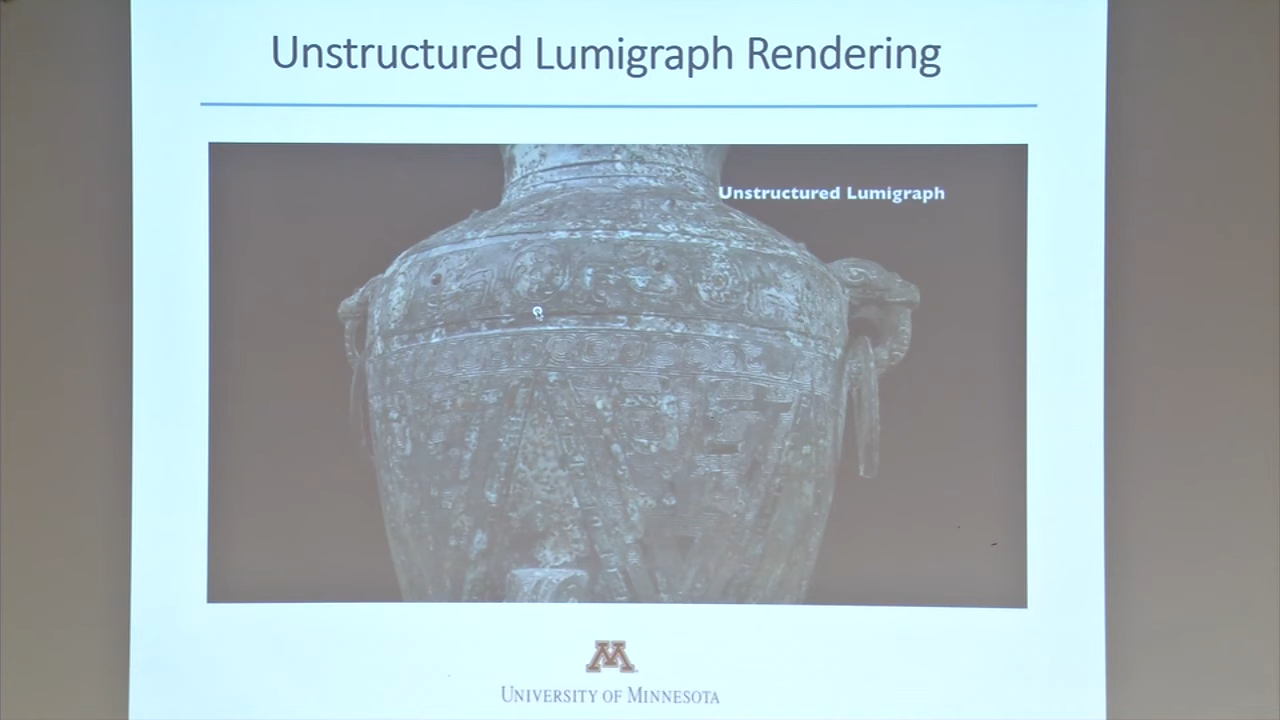 Unstructured Lumigraph Rendering
Unstructured Lumigraph
M
UNIVERSITY OF MINNESOTA